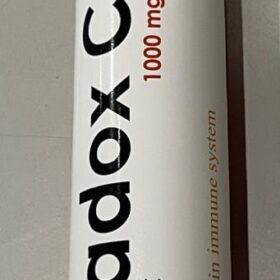 adox C
1000 mg
in immune system